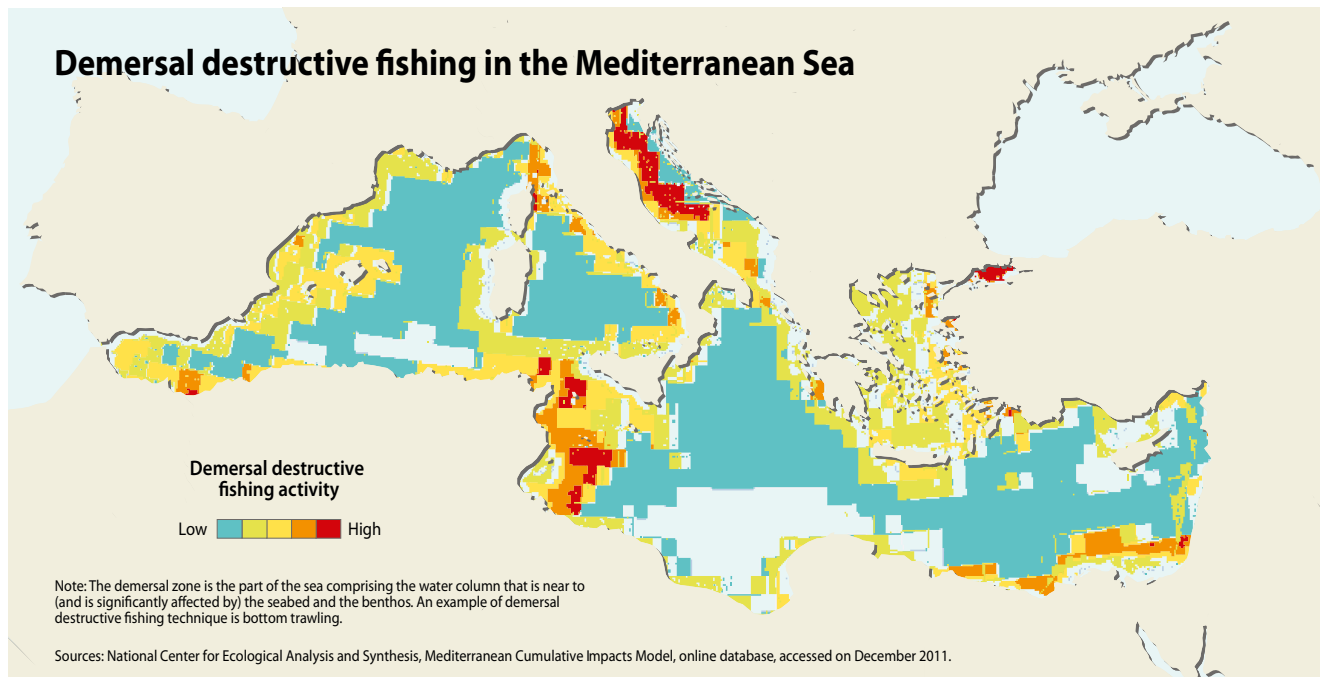 Demersal destructive fishing in the Mediterranean Sea
Demersal destructive
fishing activity
Low High
Note: The demersal zone is the part of the sea comprising the water column that is near to
(and is significantly affected by) the seabed and the benthos. An example of demersal
destructive fishing technique is bottom trawling.
Sources: National Center for Ecological Analysis and Synthesis, Mediterranean Cumulative Impacts Model, online database, accessed on December 2011.